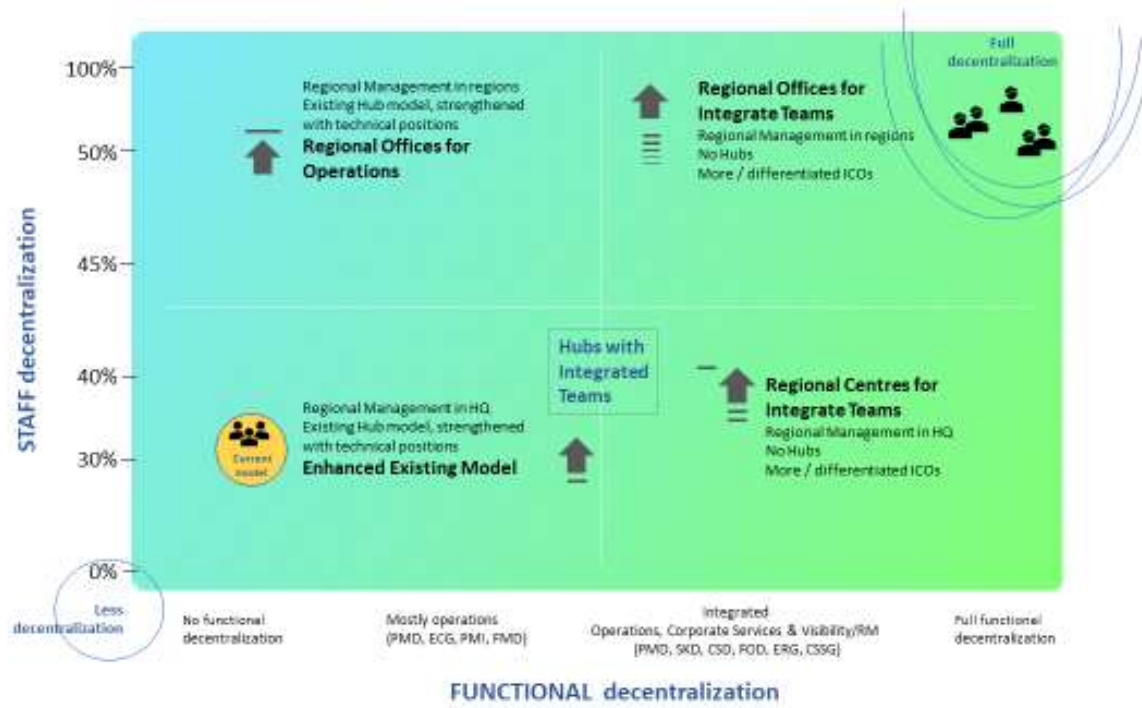 Full
decentralization
100%
50%
45%
40%
30%
0%
STAFF decentralization
Regional Management in regions
Existing Hub model, strengthened
with technical positions
Regional Offices for
Operations
Regional Offices for
Integrate Teams
Regional Management in regions
No Hubs
More / differentiated ICOs
Hubs with
Integrated
Teams
Current
model
Regional Management in HQ
Existing Hub model, strengthened
with technical positions
Enhanced Existing Model
Regional Centres for
Integrate Teams
Regional Management in HQ
No Hubs
More / differentiated ICOs
Less
decentralization
No functional
decentralization
Mostly operations
(PMD, ECG, PMI, FMD)
Integrated
Operations, Corporate Services & Visibility/RM
(PMD, SKD, CSD, FOD, ERG, CSSG)
Full functional
decentralization
FUNCTIONAL decentralization